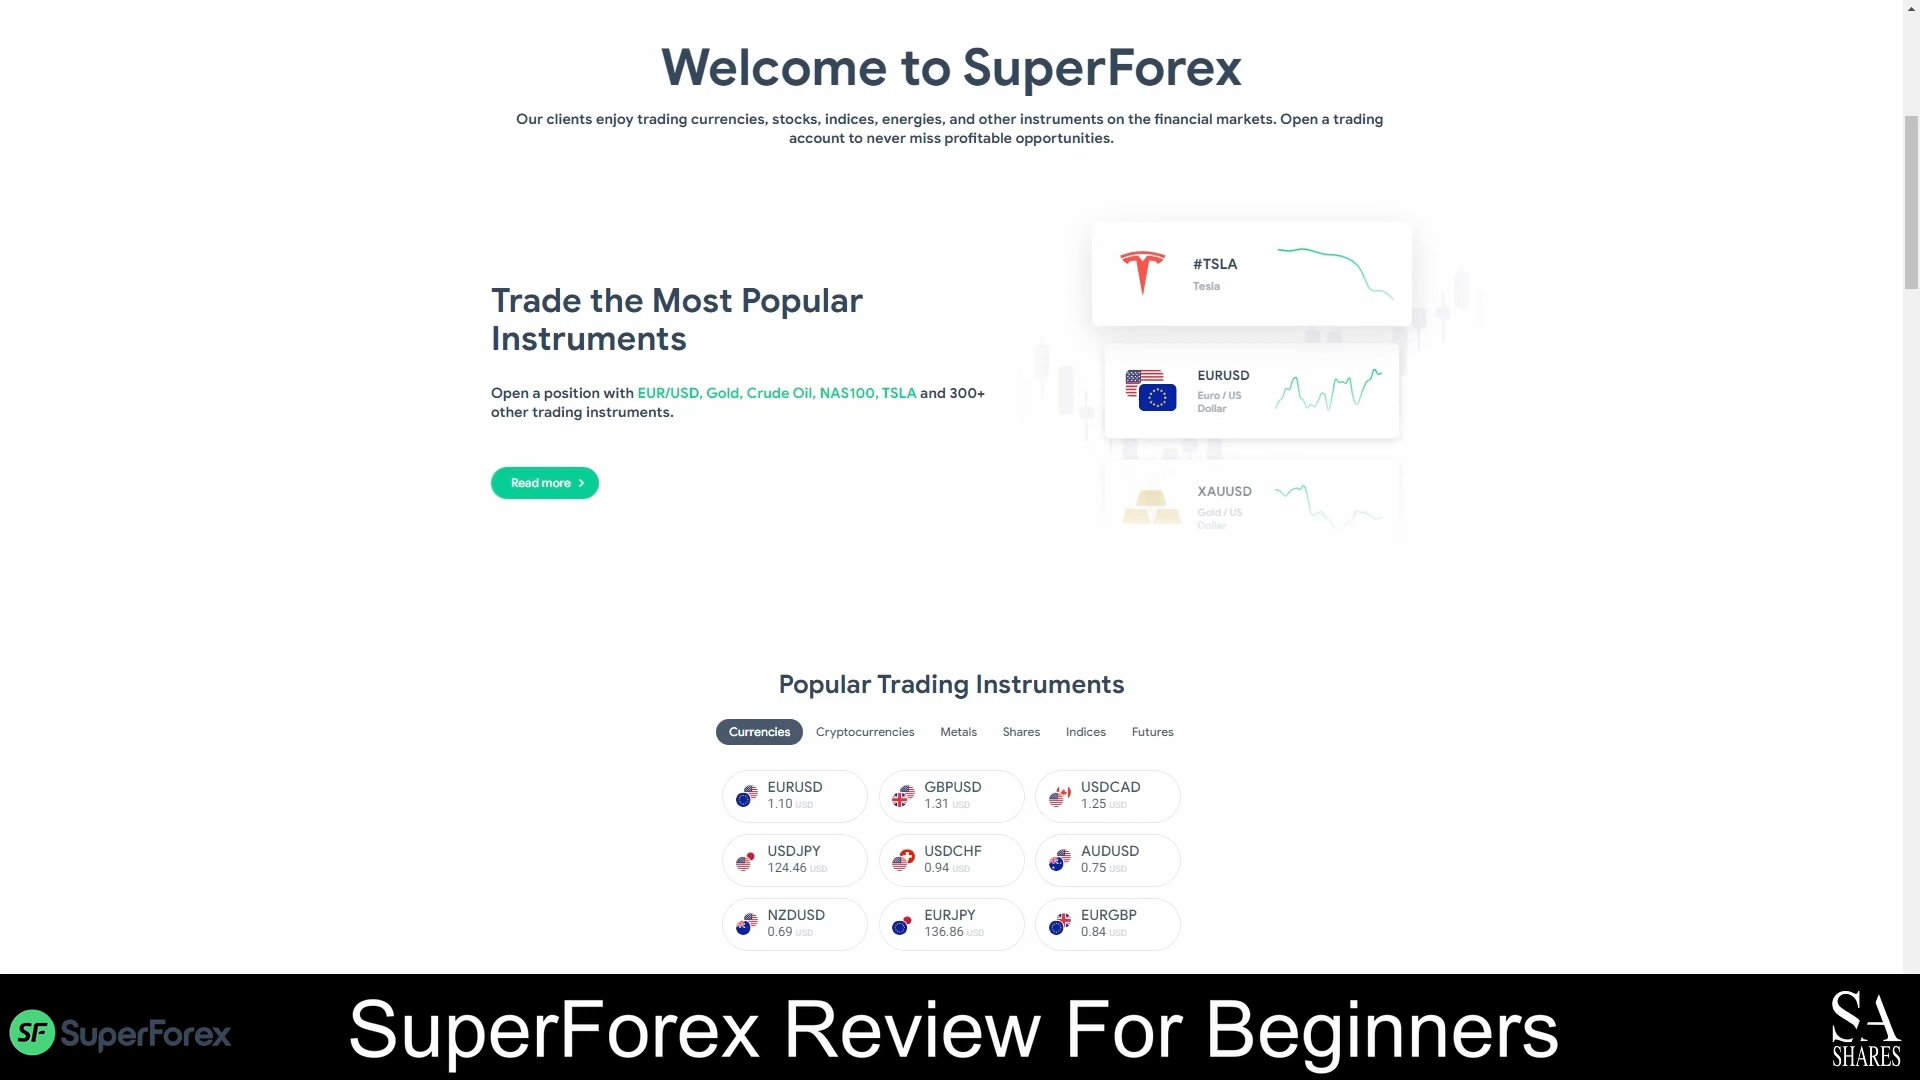 Welcome to SuperForex
Our clients enjoy trading currencies, stocks, indices, energies, and other instruments on the financial markets. Open a trading
account to never miss profitable opportunities.
#TSLA
Tesla
Trade the Most Popular
Instruments
EURUSD
Euro / US
Dollar
Open a position with EUR/USD, Gold, Crude Oil, NAS100, TSLA and 300+
other trading instruments.
Read more
XAUUSD
Gold / US
Dollar
Popular Trading Instruments
Currencies Cryptocurrencies Metals Shares Indices Futures
EURUSD GBPUSD USDCAD
1.10 USD 1.31 USD 1.25 USD
USDJPY USDCHF AUDUSD
124.46 USD 0.94 USD 0.75 USD
NZDUSD EURJPY EURGBP
0.69 USD 136.86 USD 0.84 USD
SF SuperForex
SuperForex Review For Beginners
SA
SHARES